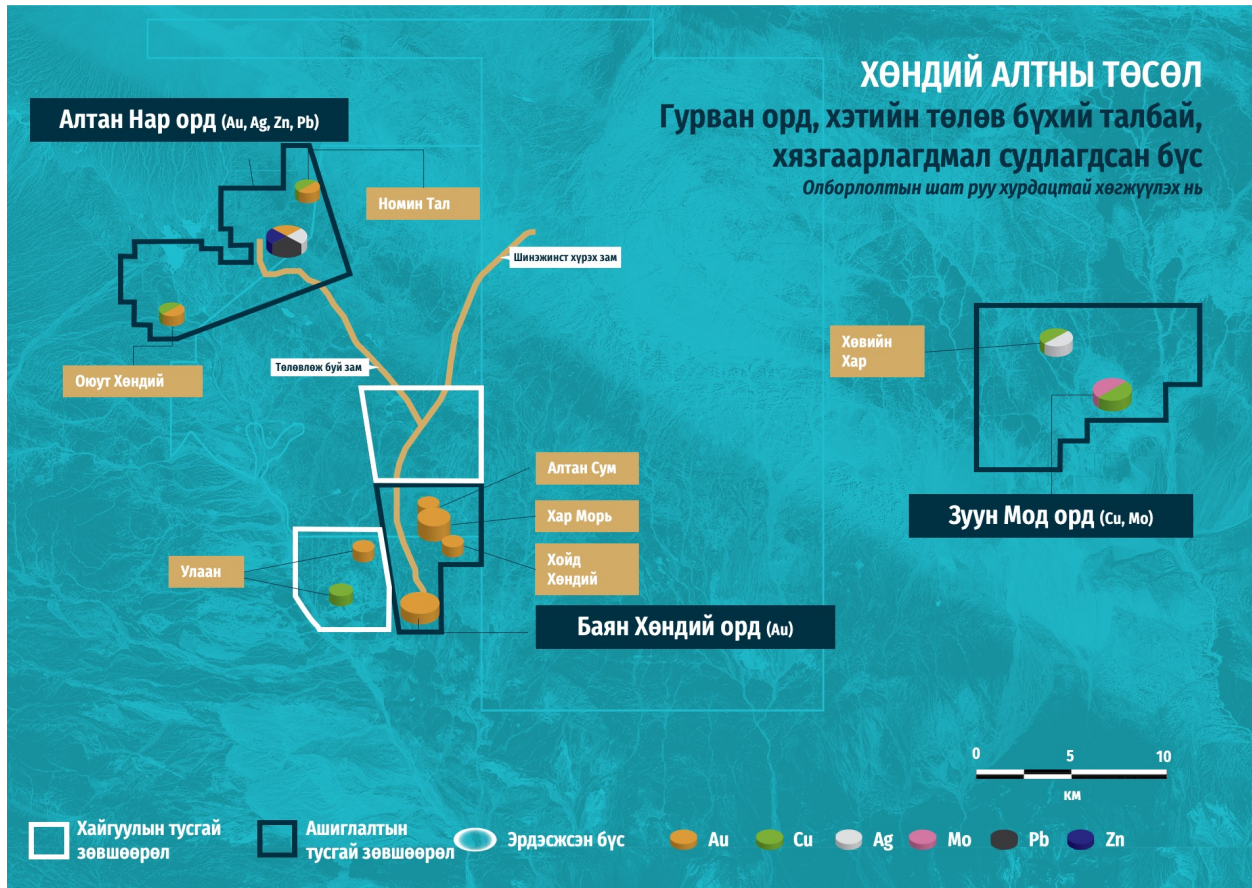 ХӨНДИЙ АЛТНЫ ТӨСӨЛ
Гурван орд, хэтийн төлөв бүхий талбай,
хязгаарлагдмал судлагдсан бүс
Олборлолтын шат руу хурдацтай хөгжүүлэх нь
Алтан Нар орд (Au, Ag, Zn, Pb)
Номин Тал
Шинэжинст хүрэх зам
Оюут Хөндий
Төлөвлөж буй зам
Хөвийн
Хар
Алтан Сум
Хар Морь
Хойд
Хөндий
Зуун Мод орд (Cu, Mo)
Улаан
Баян Хөндий орд (Au)
0 5 10
км
Хайгуулын тусгай
зөвшөөрөл
Ашиглалтын
тусгай зөвшөөрөл
Эрдэсжсэн бүс
Au
Cu
Ag
Mo
Pb
Zn